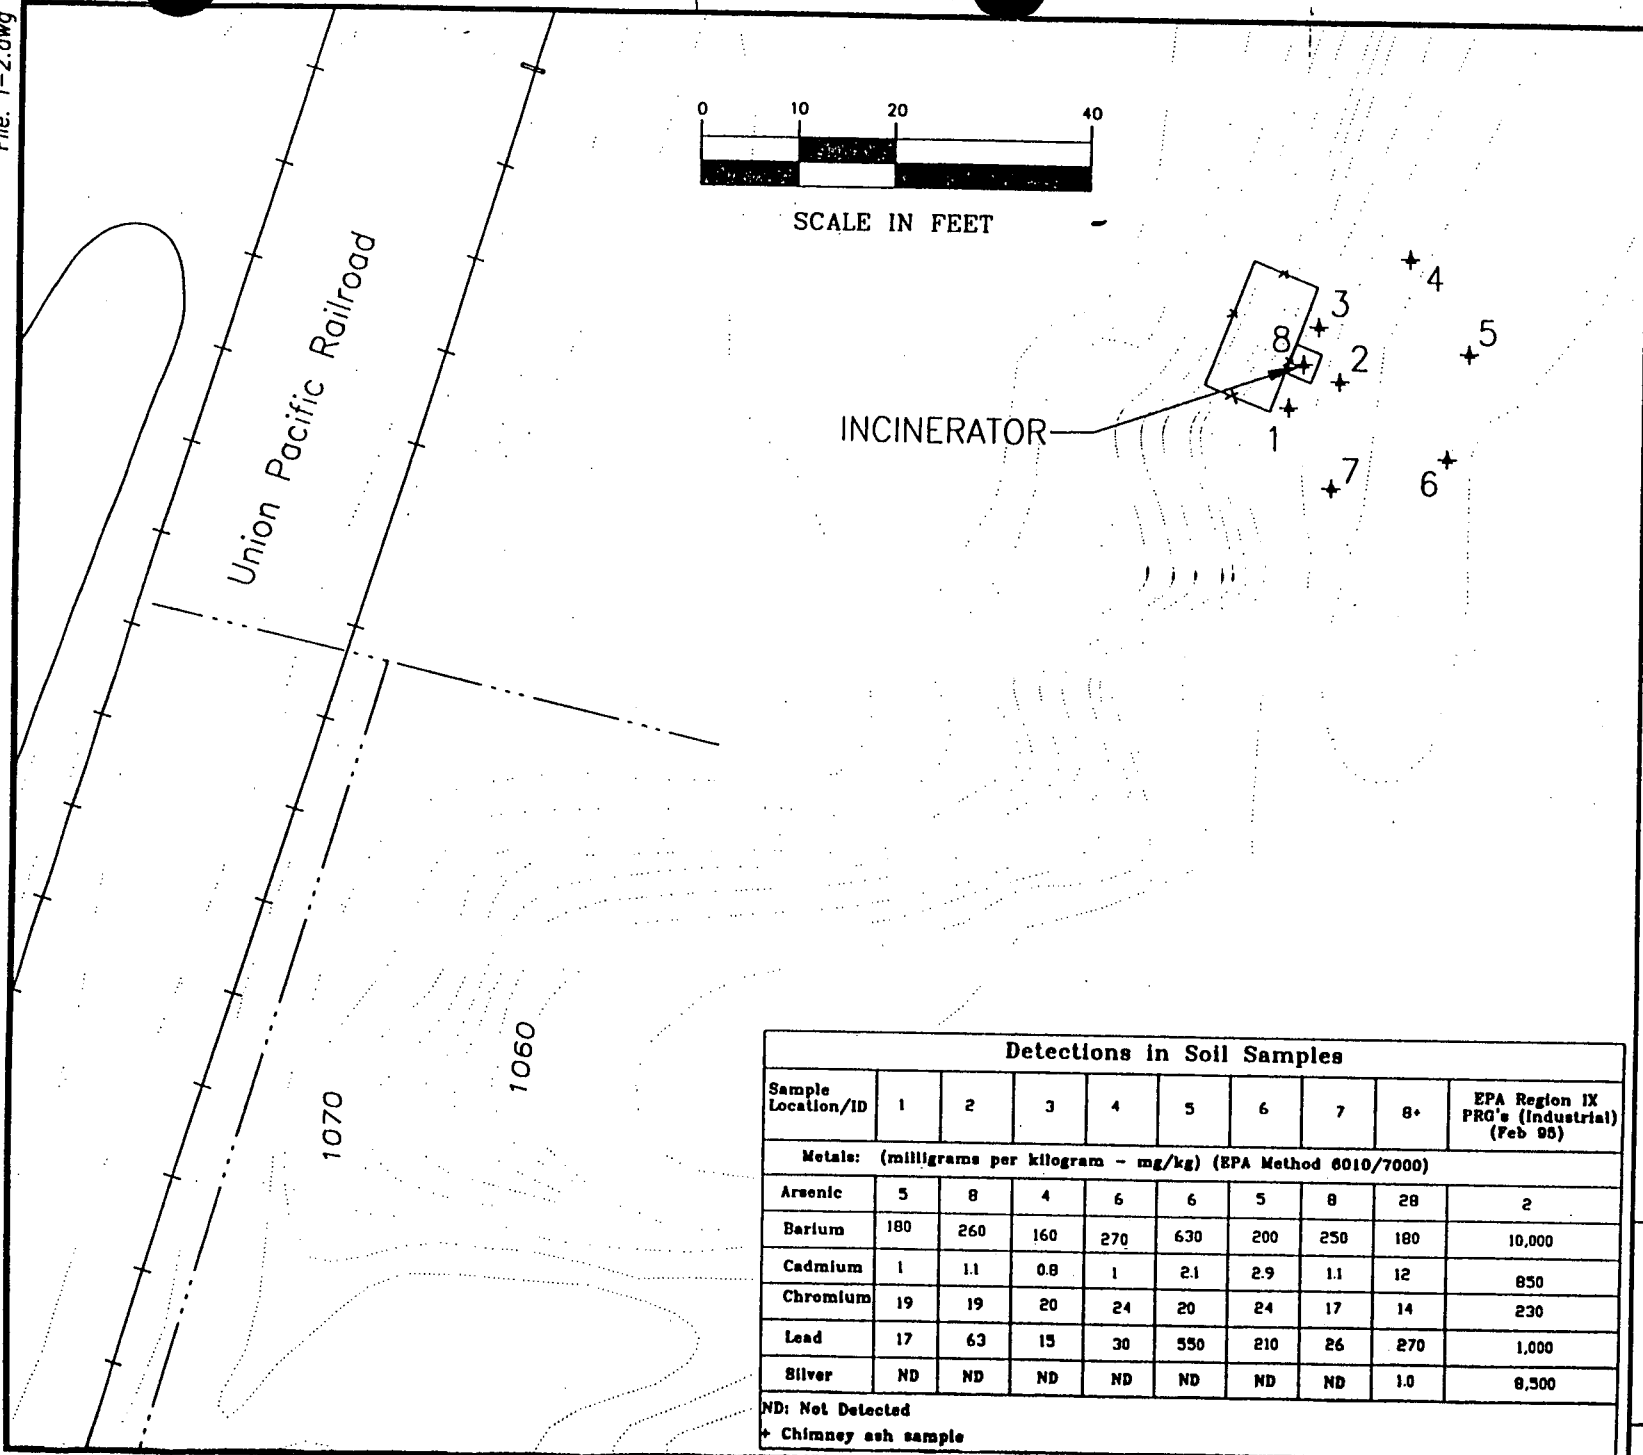 File: 1-2.dwg
0 10 20 40
SCALE IN FEET
Union Pacific Railroad
4
3
5
8
2
INCINERATOR
1
7
6
1060
1070
Detections in Soil Samples
Sample Location/ID 1 2 3 4 5 6 7 8+ EPA Region IX PRG's (Industrial) (Feb 95)
Metals: (milligrams per kilogram - mg/kg) (EPA Method 6010/7000)
Arsenic 5 8 4 6 6 5 8 28 2
Barium 180 260 160 270 630 200 250 180 10,000
Cadmium 1 1.1 0.8 1 2.1 2.9 1.1 12 850
Chromium 19 19 20 24 20 24 17 14 230
Lead 17 63 15 30 550 210 26 270 1,000
Silver ND ND ND ND ND ND ND 1.0 8,500
ND: Not Detected
+ Chimney ash sample